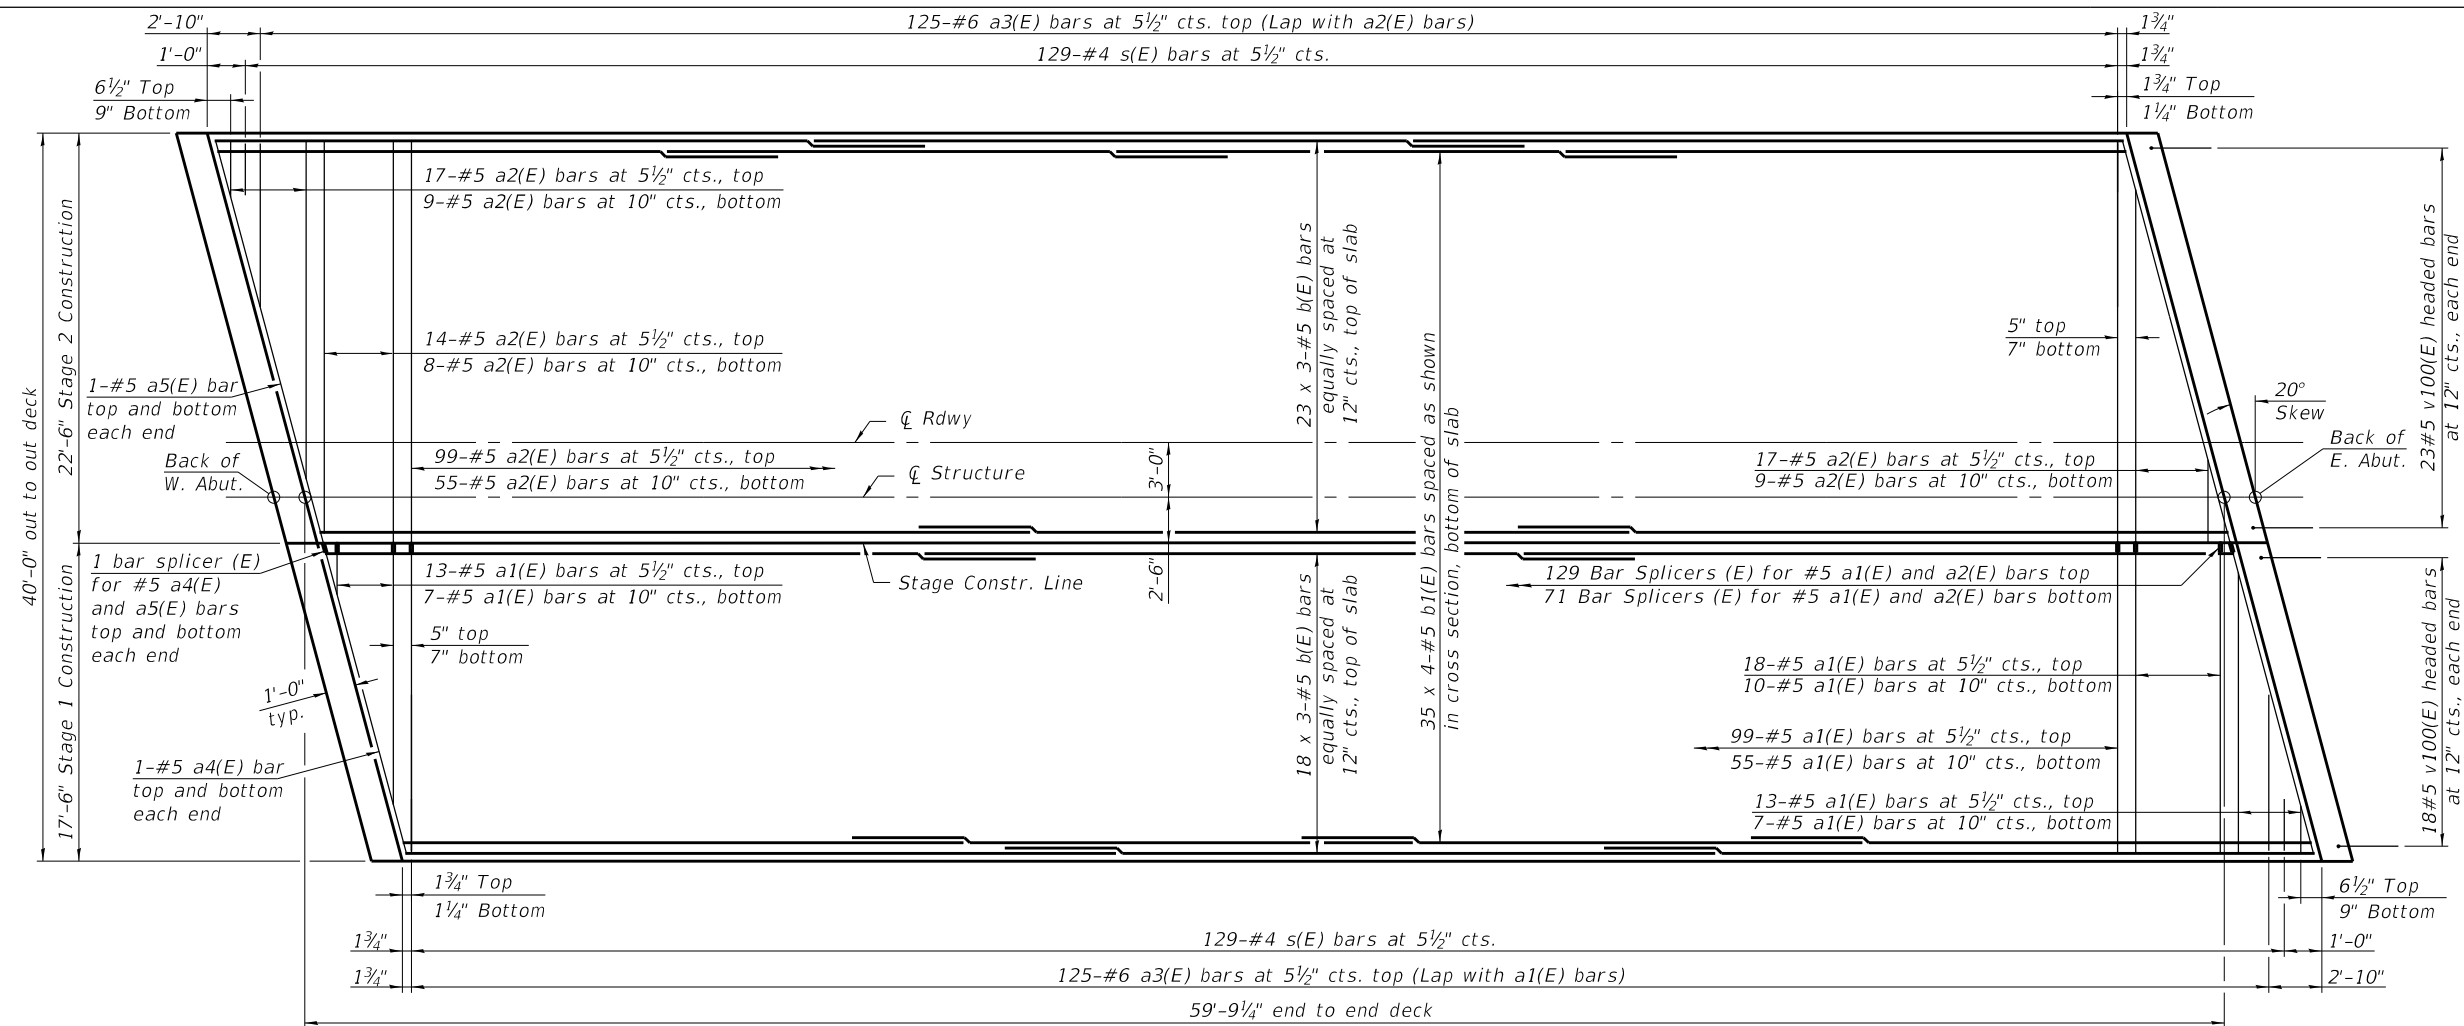 2'-10"
125-#6 a3(E) bars at 5½" cts. top (Lap with a2(E) bars)
1¾"
1'-0"
129-#4 s(E) bars at 5½" cts.
1¾"
6½" Top
9" Bottom
1¾" Top
1¼" Bottom
17-#5 a2(E) bars at 5½" cts., top
9-#5 a2(E) bars at 10" cts., bottom
14-#5 a2(E) bars at 5½" cts., top
8-#5 a2(E) bars at 10" cts., bottom
5" top
7" bottom
40'-0" out to out deck
22'-6" Stage 2 Construction
17'-6" Stage 1 Construction
1-#5 a5(E) bar
top and bottom
each end
Back of
W. Abut.
℄ Rdwy
℄ Structure
99-#5 a2(E) bars at 5½" cts., top
55-#5 a2(E) bars at 10" cts., bottom
3'-0"
2'-6"
23 x 3-#5 b(E) bars
equally spaced at
12" cts., top of slab
35 x 4-#5 b1(E) bars spaced as shown
in cross section, bottom of slab
18 x 3-#5 b(E) bars
equally spaced at
12" cts., top of slab
17-#5 a2(E) bars at 5½" cts., top
9-#5 a2(E) bars at 10" cts., bottom
20°
Skew
Back of
E. Abut.
23#5 v100(E) headed bars
at 12" cts., each end
18#5 v100(E) headed bars
at 12" cts., each end
1 bar splicer (E)
for #5 a4(E)
and a5(E) bars
top and bottom
each end
13-#5 a1(E) bars at 5½" cts., top
7-#5 a1(E) bars at 10" cts., bottom
Stage Constr. Line
129 Bar Splicers (E) for #5 a1(E) and a2(E) bars top
71 Bar Splicers (E) for #5 a1(E) and a2(E) bars bottom
5" top
7" bottom
1'-0"
typ.
18-#5 a1(E) bars at 5½" cts., top
10-#5 a1(E) bars at 10" cts., bottom
99-#5 a1(E) bars at 5½" cts., top
55-#5 a1(E) bars at 10" cts., bottom
1-#5 a4(E) bar
top and bottom
each end
13-#5 a1(E) bars at 5½" cts., top
7-#5 a1(E) bars at 10" cts., bottom
1¾" Top
1¼" Bottom
6½" Top
9" Bottom
1¾"
129-#4 s(E) bars at 5½" cts.
1'-0"
1¾"
125-#6 a3(E) bars at 5½" cts. top (Lap with a1(E) bars)
2'-10"
59'-9¼" end to end deck